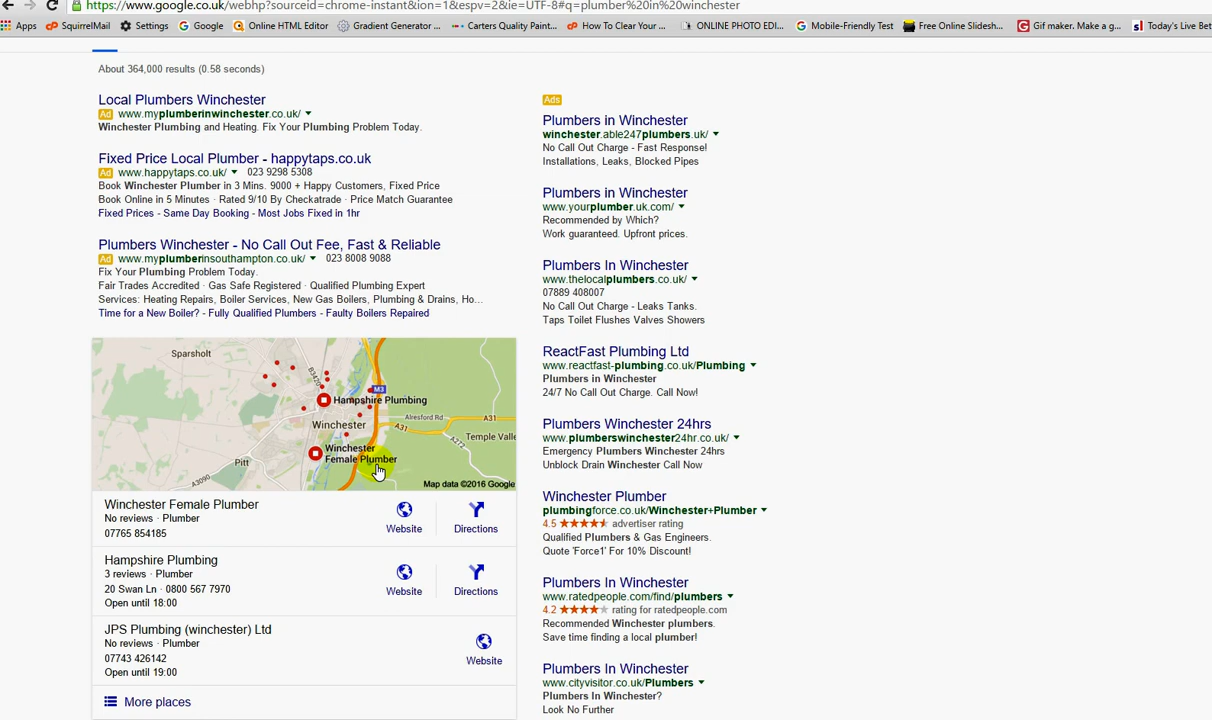 https://www.google.co.uk/webhp?sourceid=chrome-instant&ion=1&espv=2&ie=UTF-8#q=plumber%20in%20winchester
Apps SquirrelMail Settings Google Online HTML Editor Gradient Generator ... Carters Quality Paint... How To Clear Your ... ONLINE PHOTO EDI... Mobile-Friendly Test Free Online Slidesh... Gif maker. Make a g... Today's Live Bet
About 364,000 results (0.58 seconds)
Local Plumbers Winchester
Ad www.myplumberinwinchester.co.uk/
Winchester Plumbing and Heating. Fix Your Plumbing Problem Today.
Fixed Price Local Plumber - happytaps.co.uk
Ad www.happytaps.co.uk/ 023 9298 5308
Book Winchester Plumber in 3 Mins. 9000 + Happy Customers, Fixed Price
Book Online in 5 Minutes · Rated 9/10 By Checkatrade · Price Match Guarantee
Fixed Prices - Same Day Booking - Most Jobs Fixed in 1hr
Plumbers Winchester - No Call Out Fee, Fast & Reliable
Ad www.myplumberinsouthampton.co.uk/ 023 8008 9088
Fix Your Plumbing Problem Today.
Fair Trades Accredited · Gas Safe Registered · Qualified Plumbing Expert
Services: Heating Repairs, Boiler Services, New Gas Boilers, Plumbing & Drains, Ho...
Time for a New Boiler? - Fully Qualified Plumbers - Faulty Boilers Repaired
Sparsholt
B3420
M3
Hampshire Plumbing
Alresford Rd
A31
Winchester
A31
Temple Valle
A272
Winchester
Female Plumber
Pitt
A3090
Map data ©2016 Google
Winchester Female Plumber
No reviews · Plumber
07765 854185
Website
Directions
Hampshire Plumbing
3 reviews · Plumber
20 Swan Ln · 0800 567 7970
Open until 18:00
Website
Directions
JPS Plumbing (winchester) Ltd
No reviews · Plumber
07743 426142
Open until 19:00
Website
More places
Ads
Plumbers in Winchester
winchester.able247plumbers.uk/
No Call Out Charge - Fast Response!
Installations, Leaks, Blocked Pipes
Plumbers in Winchester
www.yourplumber.uk.com/
Recommended by Which?
Work guaranteed. Upfront prices.
Plumbers In Winchester
www.thelocalplumbers.co.uk/
07889 408007
No Call Out Charge - Leaks Tanks.
Taps Toilet Flushes Valves Showers
ReactFast Plumbing Ltd
www.reactfast-plumbing.co.uk/Plumbing
Plumbers in Winchester
24/7 No Call Out Charge. Call Now!
Plumbers Winchester 24hrs
www.plumberswinchester24hr.co.uk/
Emergency Plumbers Winchester 24hrs
Unblock Drain Winchester Call Now
Winchester Plumber
plumbingforce.co.uk/Winchester+Plumber
4.5 ★★★★★ advertiser rating
Qualified Plumbers & Gas Engineers.
Quote 'Force1' For 10% Discount!
Plumbers In Winchester
www.ratedpeople.com/find/plumbers
4.2 ★★★★★ rating for ratedpeople.com
Recommended Winchester plumbers.
Save time finding a local plumber!
Plumbers In Winchester
www.cityvisitor.co.uk/Plumbers
Plumbers In Winchester?
Look No Further